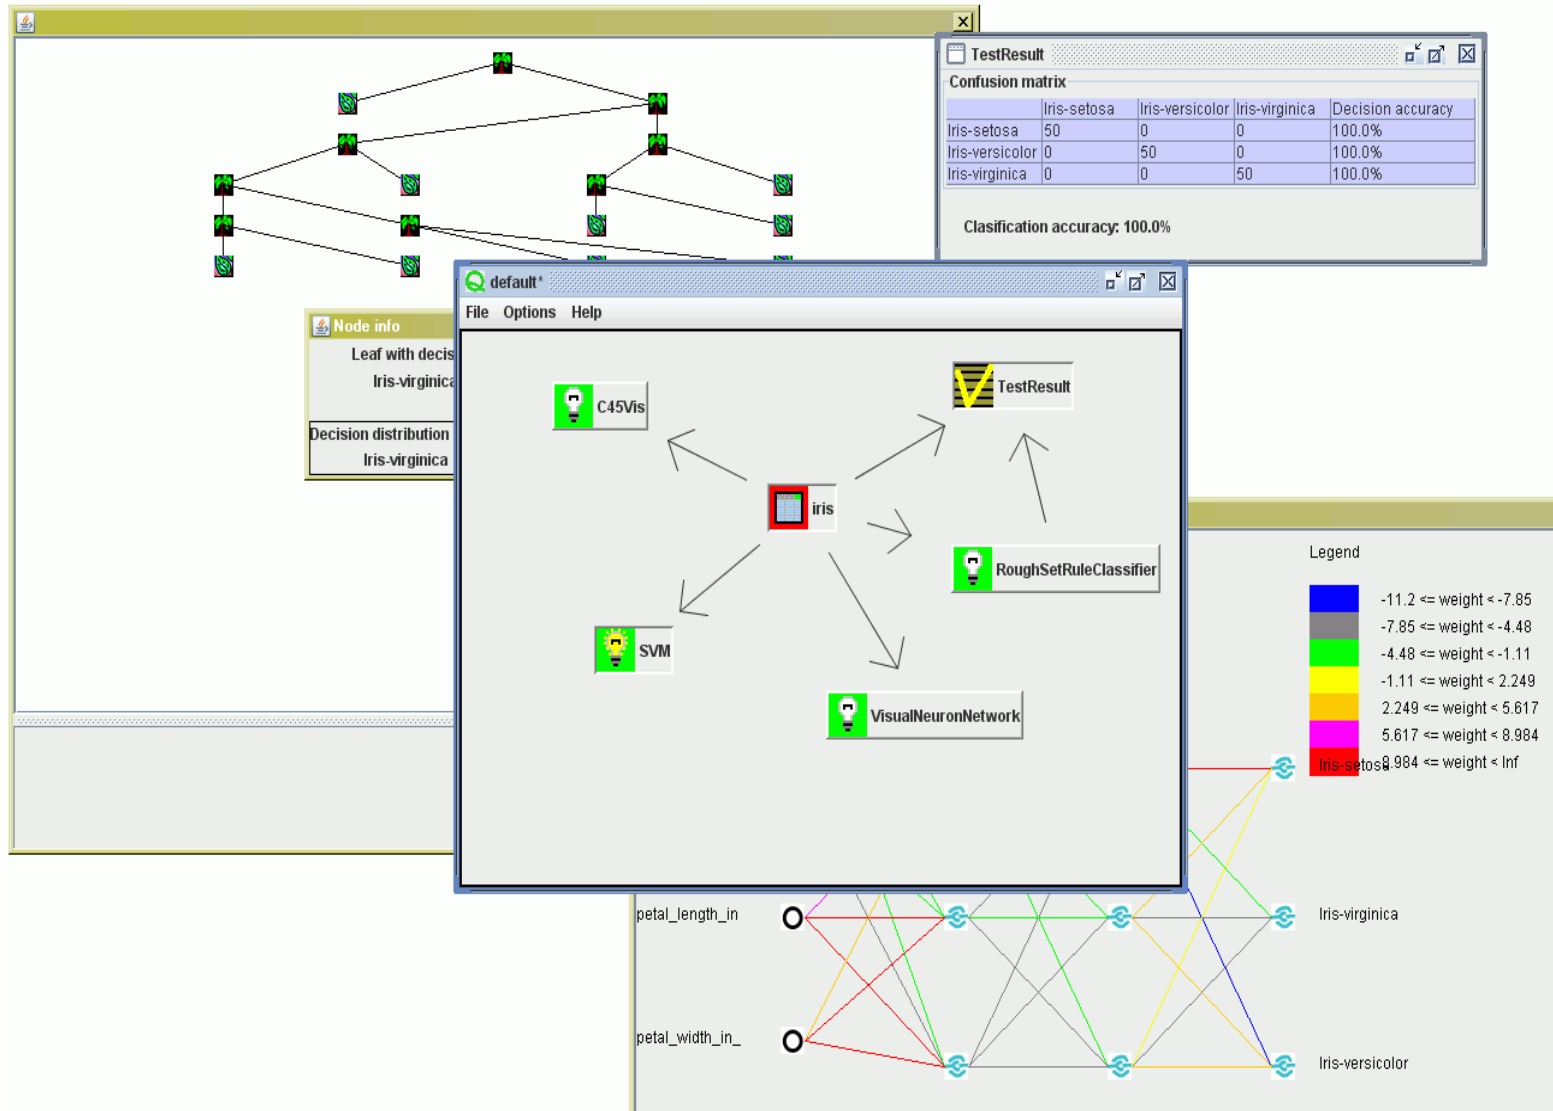 TestResult
Confusion matrix
Iris-setosa Iris-versicolor Iris-virginica Decision accuracy
Iris-setosa 50 0 0 100.0%
Iris-versicolor 0 50 0 100.0%
Iris-virginica 0 0 50 100.0%
Clasification accuracy: 100.0%
default*
File Options Help
C45Vis
TestResult
iris
RoughSetRuleClassifier
SVM
VisualNeuronNetwork
Node info
Leaf with decis
Iris-virginica
Decision distribution
Iris-virginica
Legend
-11.2 <= weight < -7.85
-7.85 <= weight < -4.48
-4.48 <= weight < -1.11
-1.11 <= weight < 2.249
2.249 <= weight < 5.617
5.617 <= weight < 8.984
8.984 <= weight < Inf
Iris-setosa
petal_length_in
Iris-virginica
petal_width_in_
Iris-versicolor